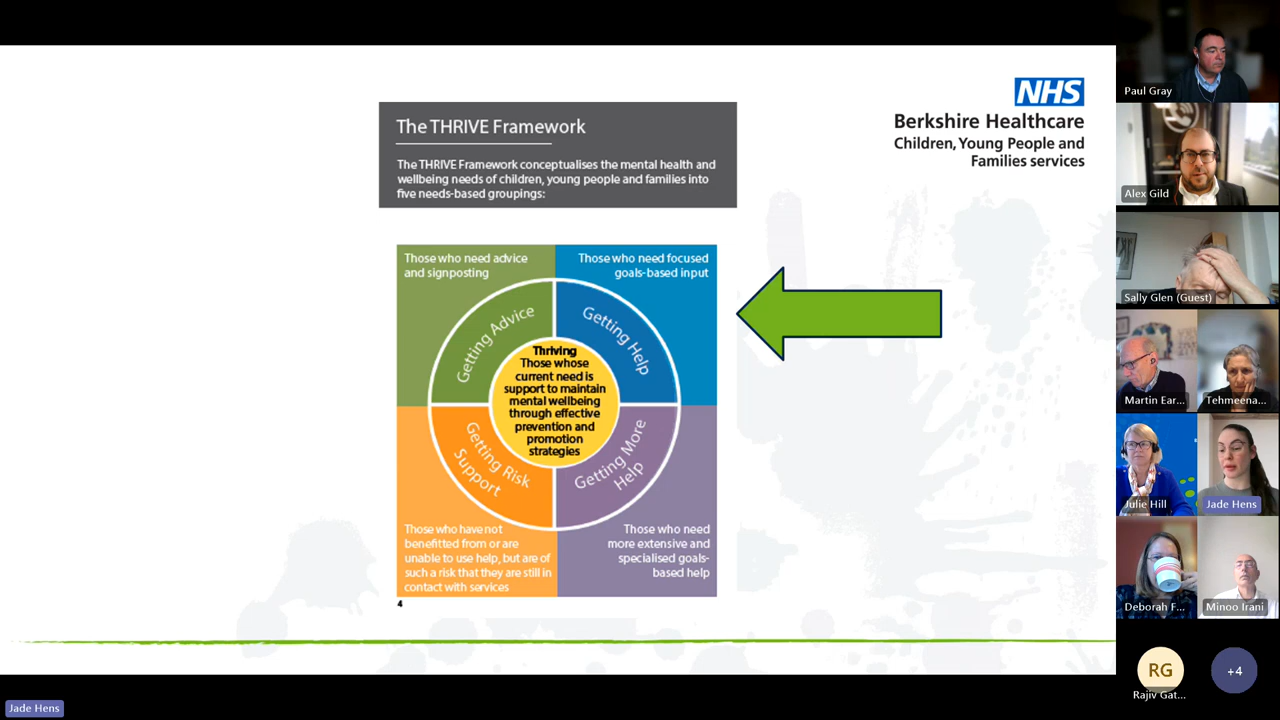 The THRIVE Framework
The THRIVE Framework conceptualises the mental health and
wellbeing needs of children, young people and families into
five needs-based groupings:
NHS
Berkshire Healthcare
Children, Young People and
Families services
Those who need advice
and signposting
Those who need focused
goals-based input
Getting Advice
Getting Help
Thriving
Those whose
current need is
support to maintain
mental wellbeing
through effective
prevention and
promotion
strategies
Getting Risk
Support
Getting More
Help
Those who have not
benefitted from or are
unable to use help, but are of
such a risk that they are still in
contact with services
Those who need
more extensive and
specialised goals-
based help
4
Paul Gray
Alex Gild
Sally Glen (Guest)
Martin Ear...
Tehmeena...
Julie Hill
Jade Hens
Deborah F...
Minoo Irani
RG
Rajiv Gat...
+4
Jade Hens